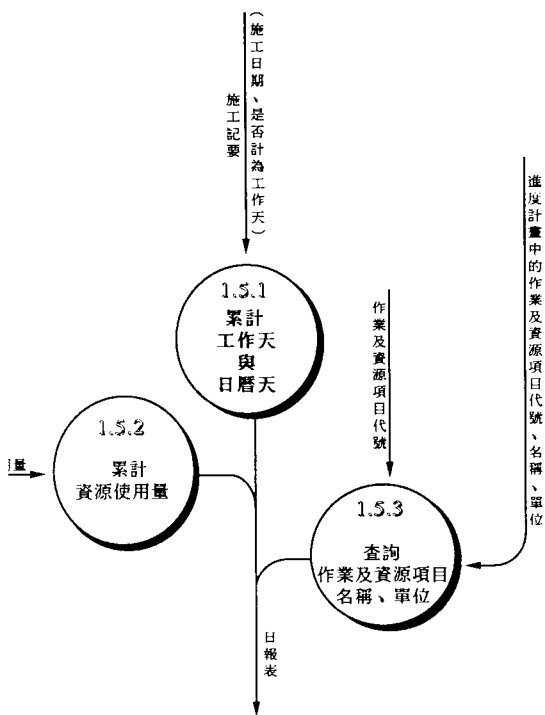 施工記要
（施工日期、是否計為工作天）
進度計畫中的作業及資源項目代號、名稱、單位
1.5.1
累計
工作天
與
日曆天
作業及資源項目代號
1.5.2
累計
資源使用量
用量
1.5.3
查詢
作業及資源項目
名稱、單位
日報表